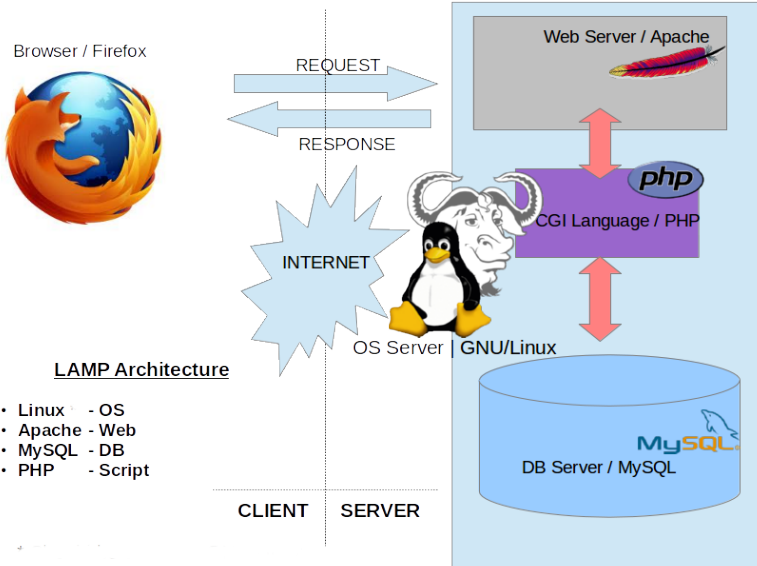 Browser / Firefox
REQUEST
RESPONSE
INTERNET
Web Server / Apache
php
CGI Language / PHP
OS Server | GNU/Linux
MySQL
DB Server / MySQL
LAMP Architecture
• Linux - OS
• Apache - Web
• MySQL - DB
• PHP - Script
CLIENT SERVER